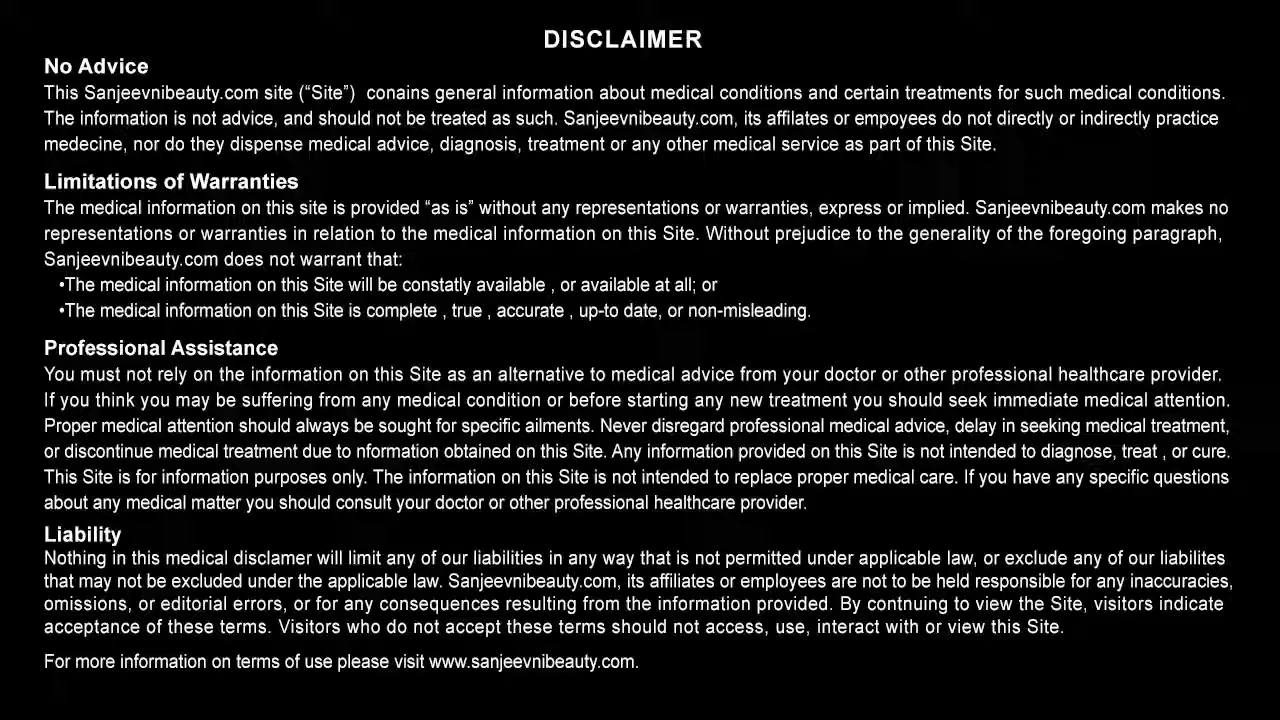 DISCLAIMER
No Advice
This Sanjeevnibeauty.com site (“Site”)  conains general information about medical conditions and certain treatments for such medical conditions.
The information is not advice, and should not be treated as such. Sanjeevnibeauty.com, its affilates or empoyees do not directly or indirectly practice
medecine, nor do they dispense medical advice, diagnosis, treatment or any other medical service as part of this Site.
Limitations of Warranties
The medical information on this site is provided “as is” without any representations or warranties, express or implied. Sanjeevnibeauty.com makes no
representations or warranties in relation to the medical information on this Site. Without prejudice to the generality of the foregoing paragraph,
Sanjeevnibeauty.com does not warrant that:
•The medical information on this Site will be constatly available , or available at all; or
•The medical information on this Site is complete , true , accurate , up-to date, or non-misleading.
Professional Assistance
You must not rely on the information on this Site as an alternative to medical advice from your doctor or other professional healthcare provider.
If you think you may be suffering from any medical condition or before starting any new treatment you should seek immediate medical attention.
Proper medical attention should always be sought for specific ailments. Never disregard professional medical advice, delay in seeking medical treatment,
or discontinue medical treatment due to nformation obtained on this Site. Any information provided on this Site is not intended to diagnose, treat , or cure.
This Site is for information purposes only. The information on this Site is not intended to replace proper medical care. If you have any specific questions
about any medical matter you should consult your doctor or other professional healthcare provider.
Liability
Nothing in this medical disclamer will limit any of our liabilities in any way that is not permitted under applicable law, or exclude any of our liabilites
that may not be excluded under the applicable law. Sanjeevnibeauty.com, its affiliates or employees are not to be held responsible for any inaccuracies,
omissions, or editorial errors, or for any consequences resulting from the information provided. By contnuing to view the Site, visitors indicate
acceptance of these terms. Visitors who do not accept these terms should not access, use, interact with or view this Site.
For more information on terms of use please visit www.sanjeevnibeauty.com.